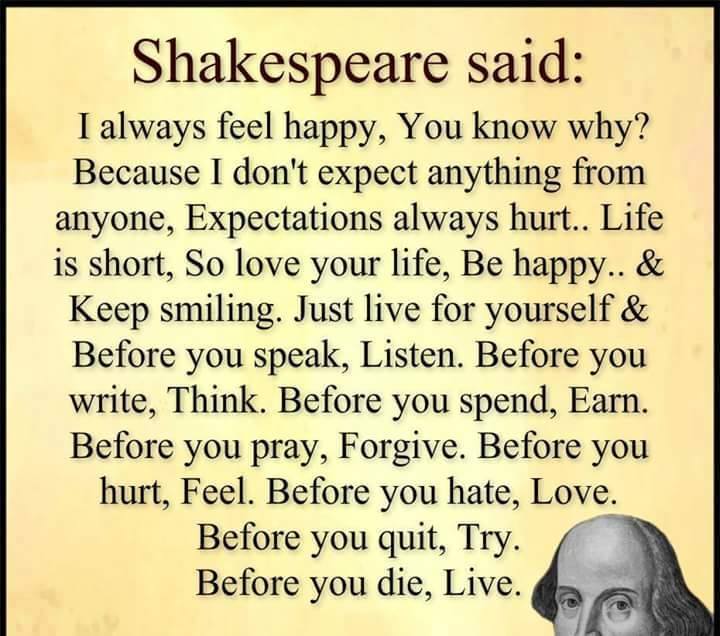 Shakespeare said:
I always feel happy, You know why?
Because I don't expect anything from
anyone, Expectations always hurt.. Life
is short, So love your life, Be happy.. &
Keep smiling. Just live for yourself &
Before you speak, Listen. Before you
write, Think. Before you spend, Earn.
Before you pray, Forgive. Before you
hurt, Feel. Before you hate, Love.
Before you quit, Try.
Before you die, Live.